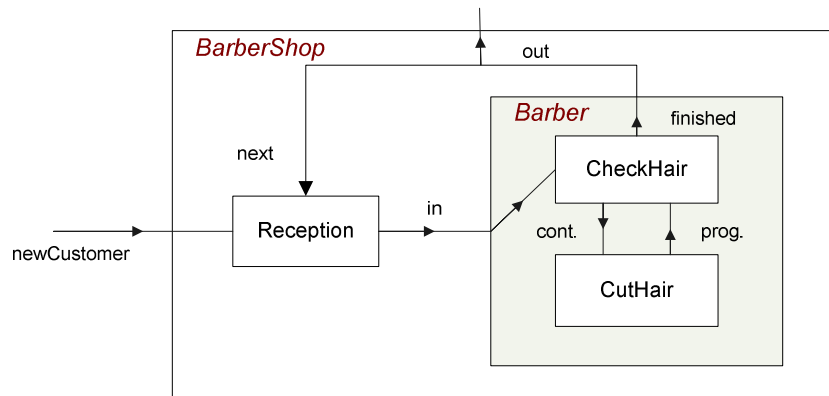 BarberShop
out
Barber
finished
next
CheckHair
in
Reception
cont.
prog.
newCustomer
CutHair